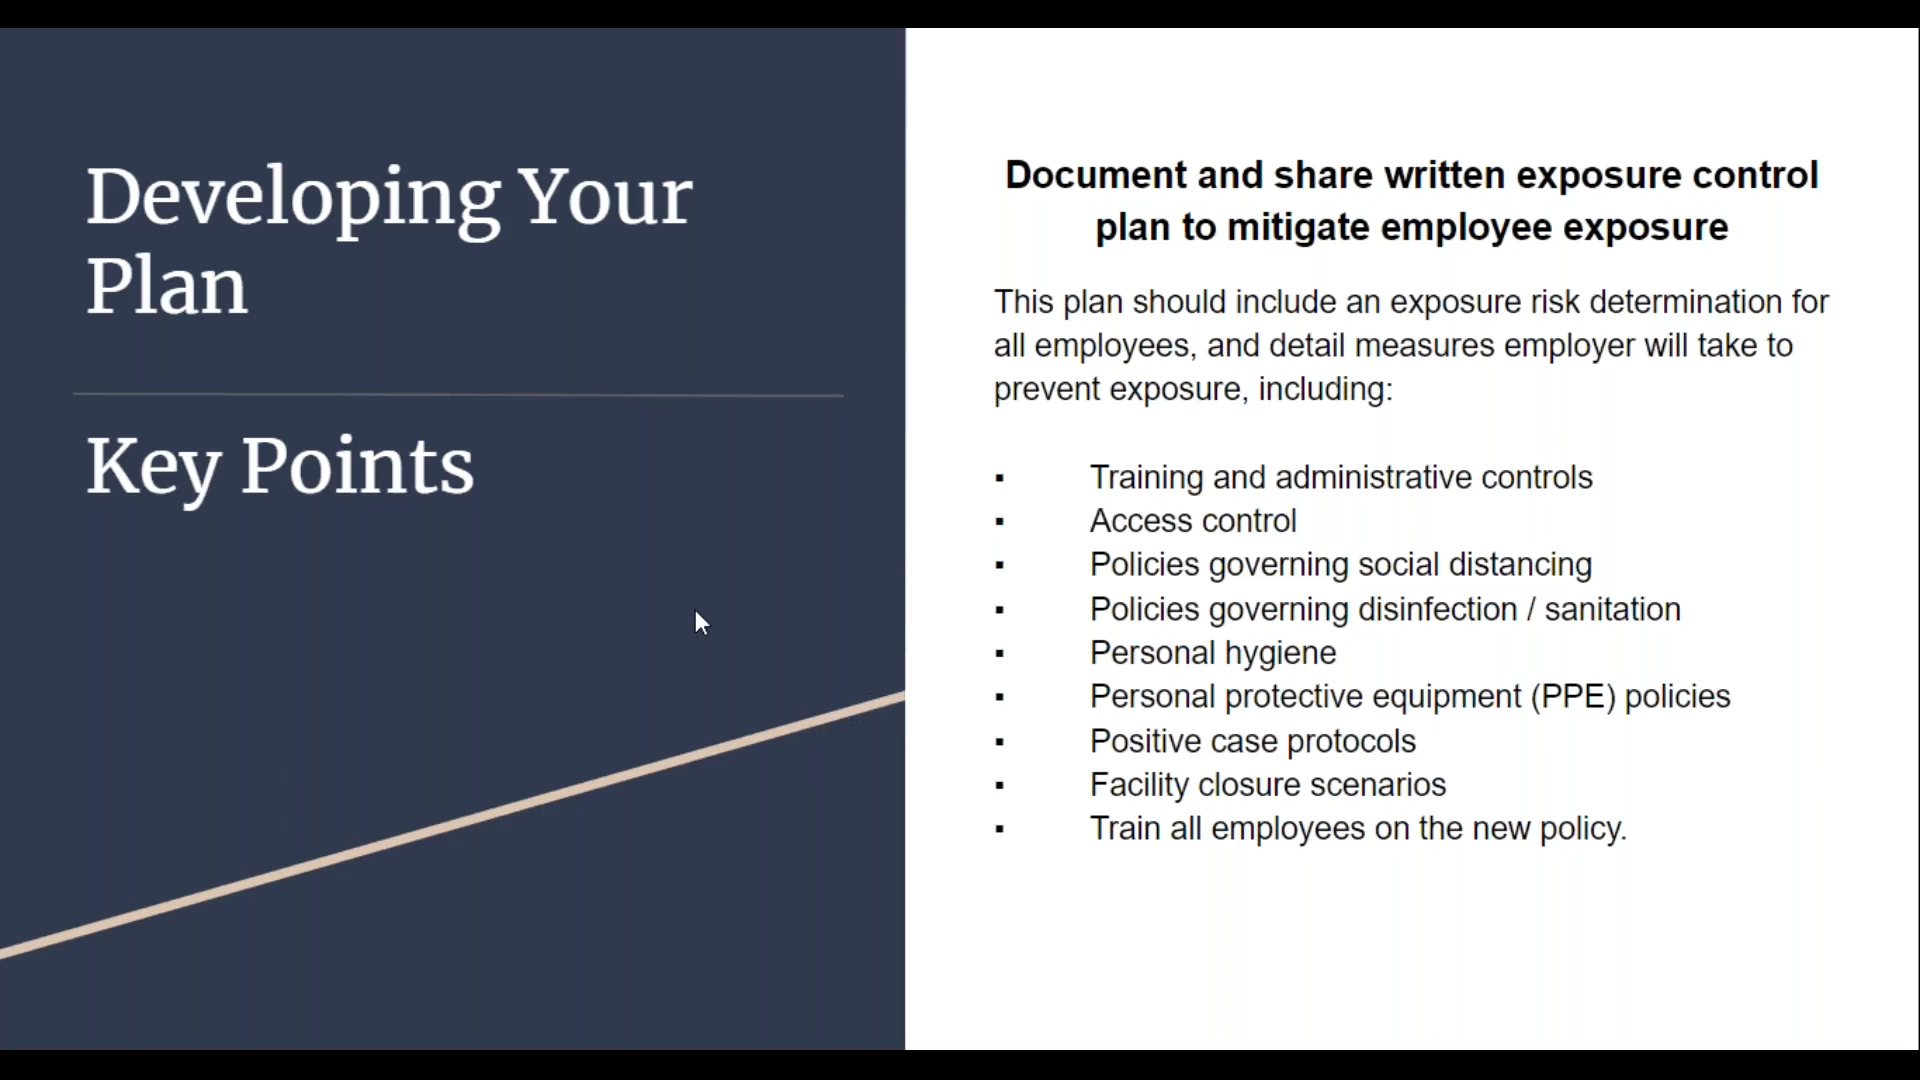 Developing Your
Plan
Key Points
Document and share written exposure control
plan to mitigate employee exposure
This plan should include an exposure risk determination for
all employees, and detail measures employer will take to
prevent exposure, including:
▪ Training and administrative controls
▪ Access control
▪ Policies governing social distancing
▪ Policies governing disinfection / sanitation
▪ Personal hygiene
▪ Personal protective equipment (PPE) policies
▪ Positive case protocols
▪ Facility closure scenarios
▪ Train all employees on the new policy.